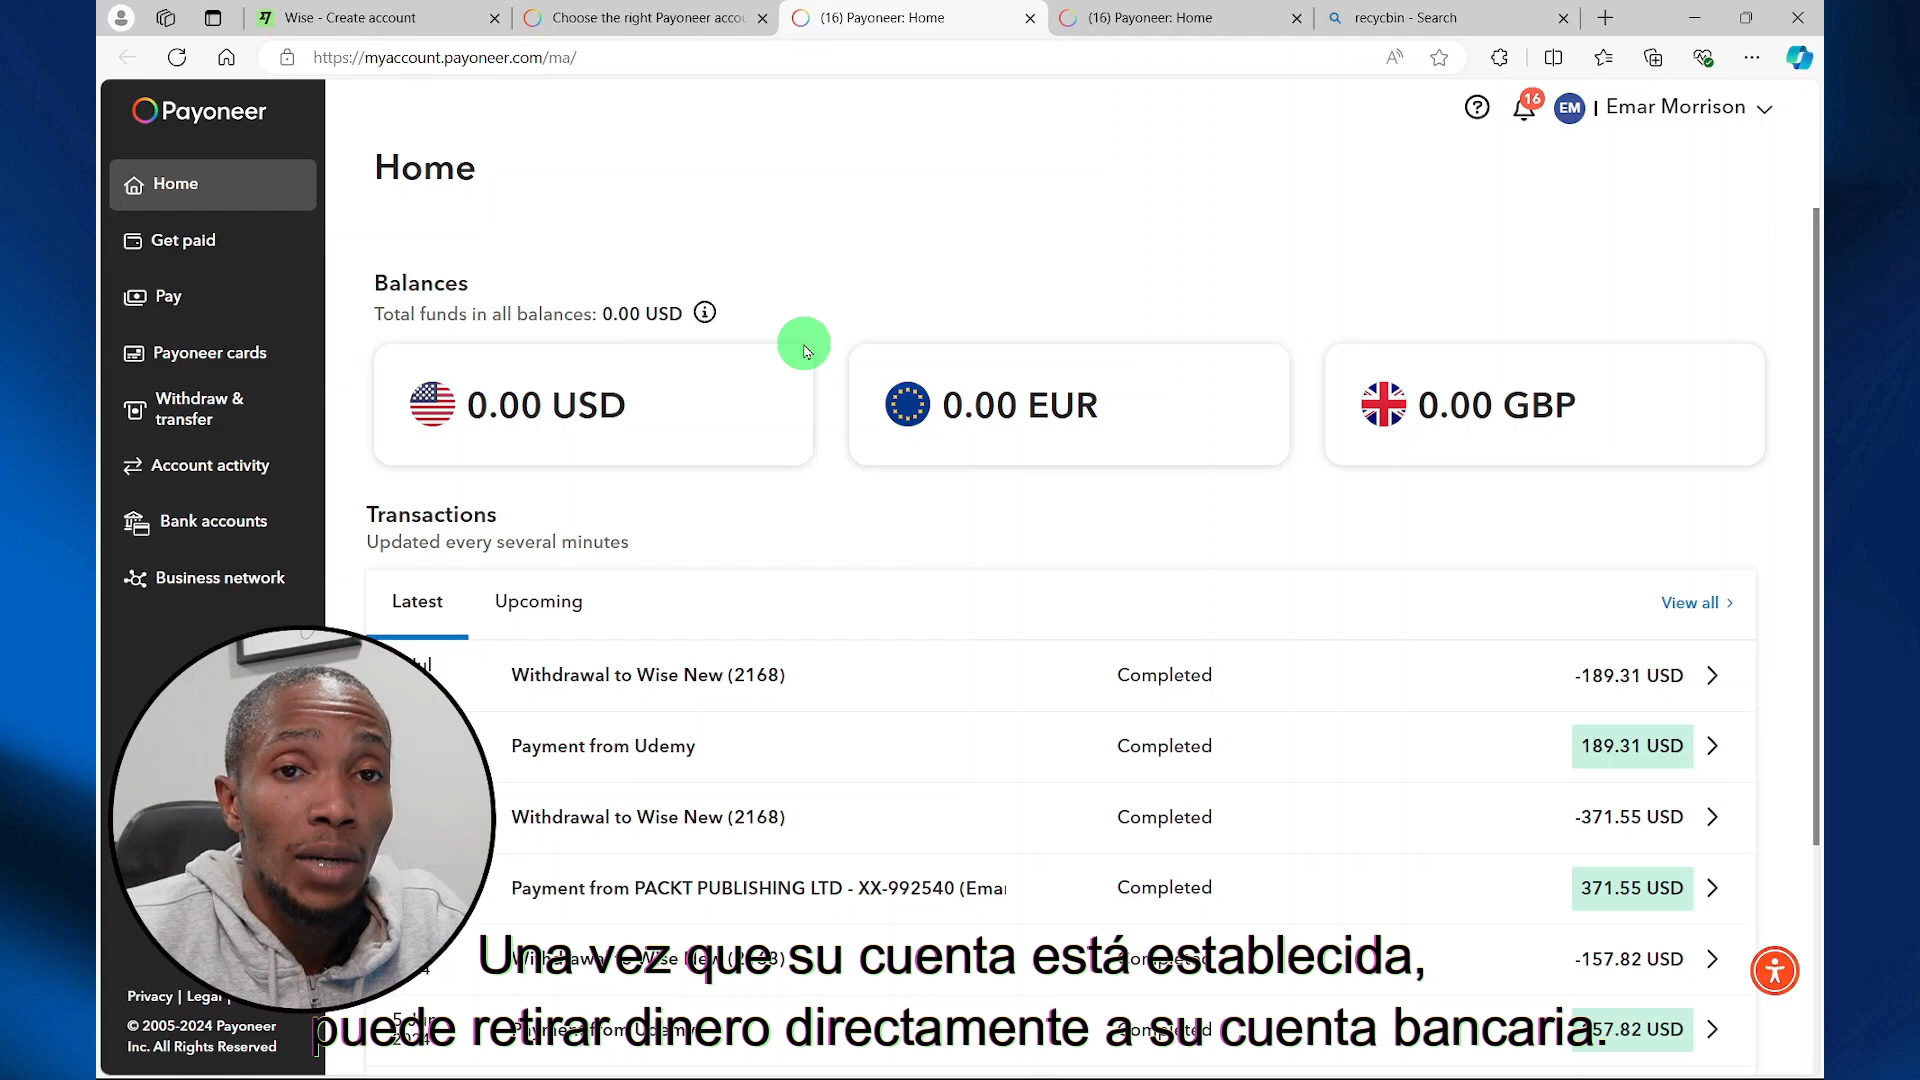 Wise - Create account
Choose the right Payoneer accou
(16) Payoneer: Home
(16) Payoneer: Home
recycbin - Search
https://myaccount.payoneer.com/ma/
Payoneer
16
EM
| Emar Morrison
Home
Home
Get paid
Pay
Payoneer cards
Withdraw &
transfer
Account activity
Bank accounts
Business network
Balances
Total funds in all balances: 0.00 USD
0.00 USD
0.00 EUR
0.00 GBP
Transactions
Updated every several minutes
Latest
Upcoming
View all >
Withdrawal to Wise New (2168)
Completed
-189.31 USD
Payment from Udemy
Completed
189.31 USD
Withdrawal to Wise New (2168)
Completed
-371.55 USD
Payment from PACKT PUBLISHING LTD - XX-992540 (Emar
Completed
371.55 USD
-157.82 USD
57.82 USD
Una vez que su cuenta está establecida,
puede retirar dinero directamente a su cuenta bancaria.
Privacy | Legal
© 2005-2024 Payoneer
Inc. All Rights Reserved